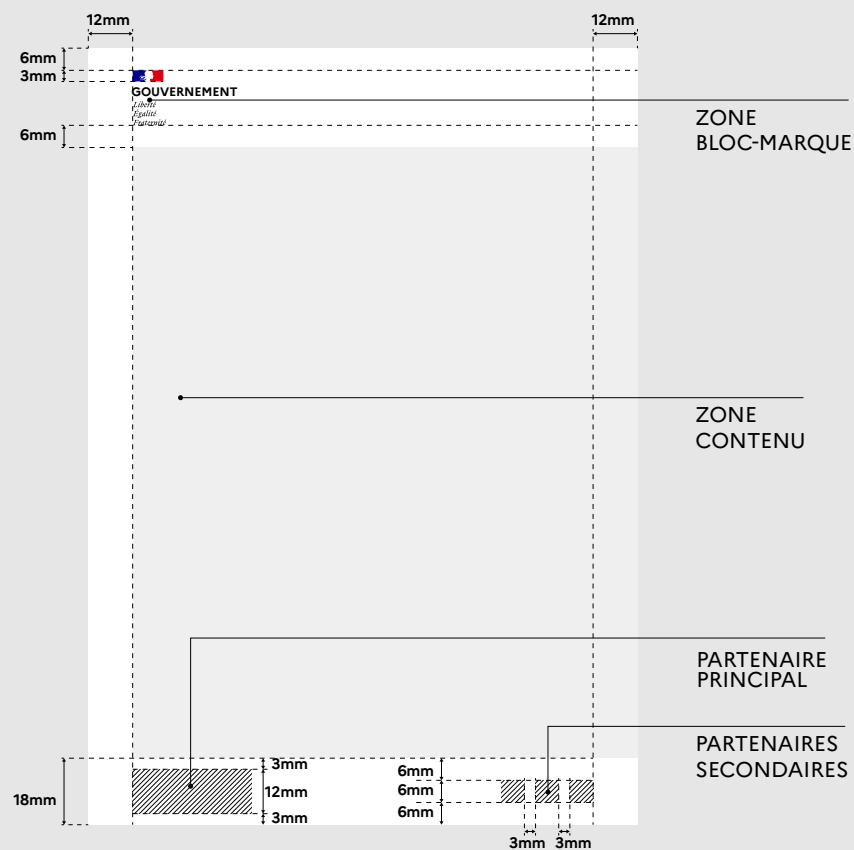 12mm
12mm
6mm
3mm
GOUVERNEMENT
Liberté
Égalité
Fraternité
ZONE
BLOC-MARQUE
6mm
ZONE
CONTENU
PARTENAIRE
PRINCIPAL
PARTENAIRES
SECONDAIRES
3mm
6mm
18mm
12mm
6mm
3mm
6mm
3mm
3mm